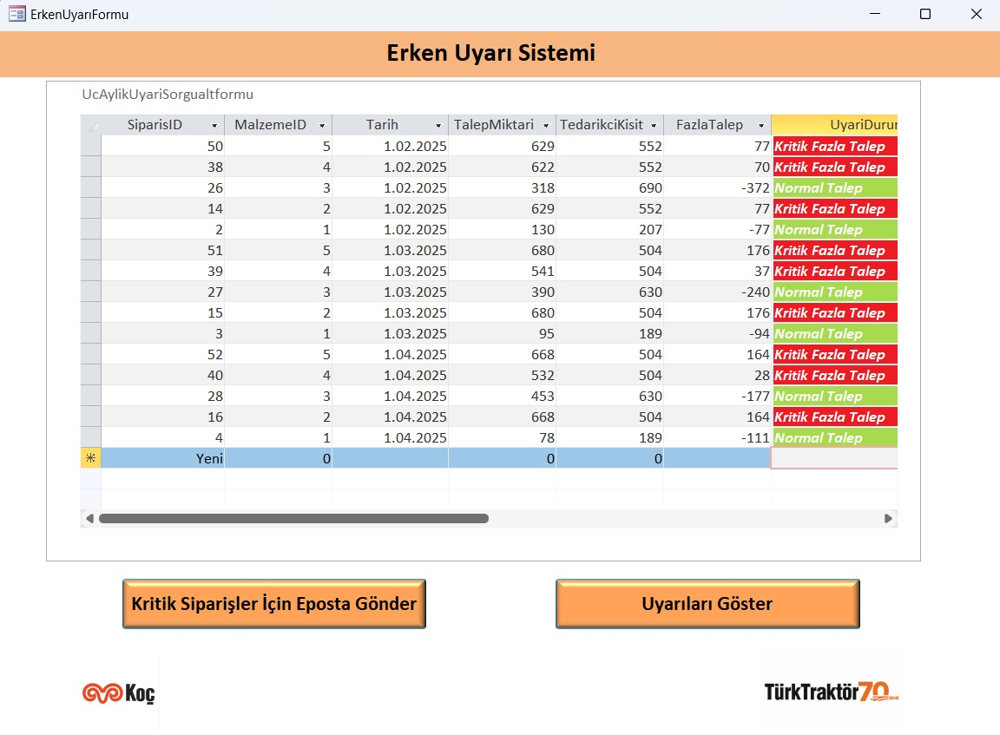 ErkenUyarıFormu
Erken Uyarı Sistemi
UcAylikUyariSorgualtformu
SiparisID MalzemeID Tarih TalepMiktari TedarikciKisit FazlaTalep UyariDurur
50 5 1.02.2025 629 552 77 Kritik Fazla Talep
38 4 1.02.2025 622 552 70 Kritik Fazla Talep
26 3 1.02.2025 318 690 -372 Normal Talep
14 2 1.02.2025 629 552 77 Kritik Fazla Talep
2 1 1.02.2025 130 207 -77 Normal Talep
51 5 1.03.2025 680 504 176 Kritik Fazla Talep
39 4 1.03.2025 541 504 37 Kritik Fazla Talep
27 3 1.03.2025 390 630 -240 Normal Talep
15 2 1.03.2025 680 504 176 Kritik Fazla Talep
3 1 1.03.2025 95 189 -94 Normal Talep
52 5 1.04.2025 668 504 164 Kritik Fazla Talep
40 4 1.04.2025 532 504 28 Kritik Fazla Talep
28 3 1.04.2025 453 630 -177 Normal Talep
16 2 1.04.2025 668 504 164 Kritik Fazla Talep
4 1 1.04.2025 78 189 -111 Normal Talep
Yeni 0 0 0
Kritik Siparişler İçin Eposta Gönder Uyarıları Göster
Koç TürkTraktör 70